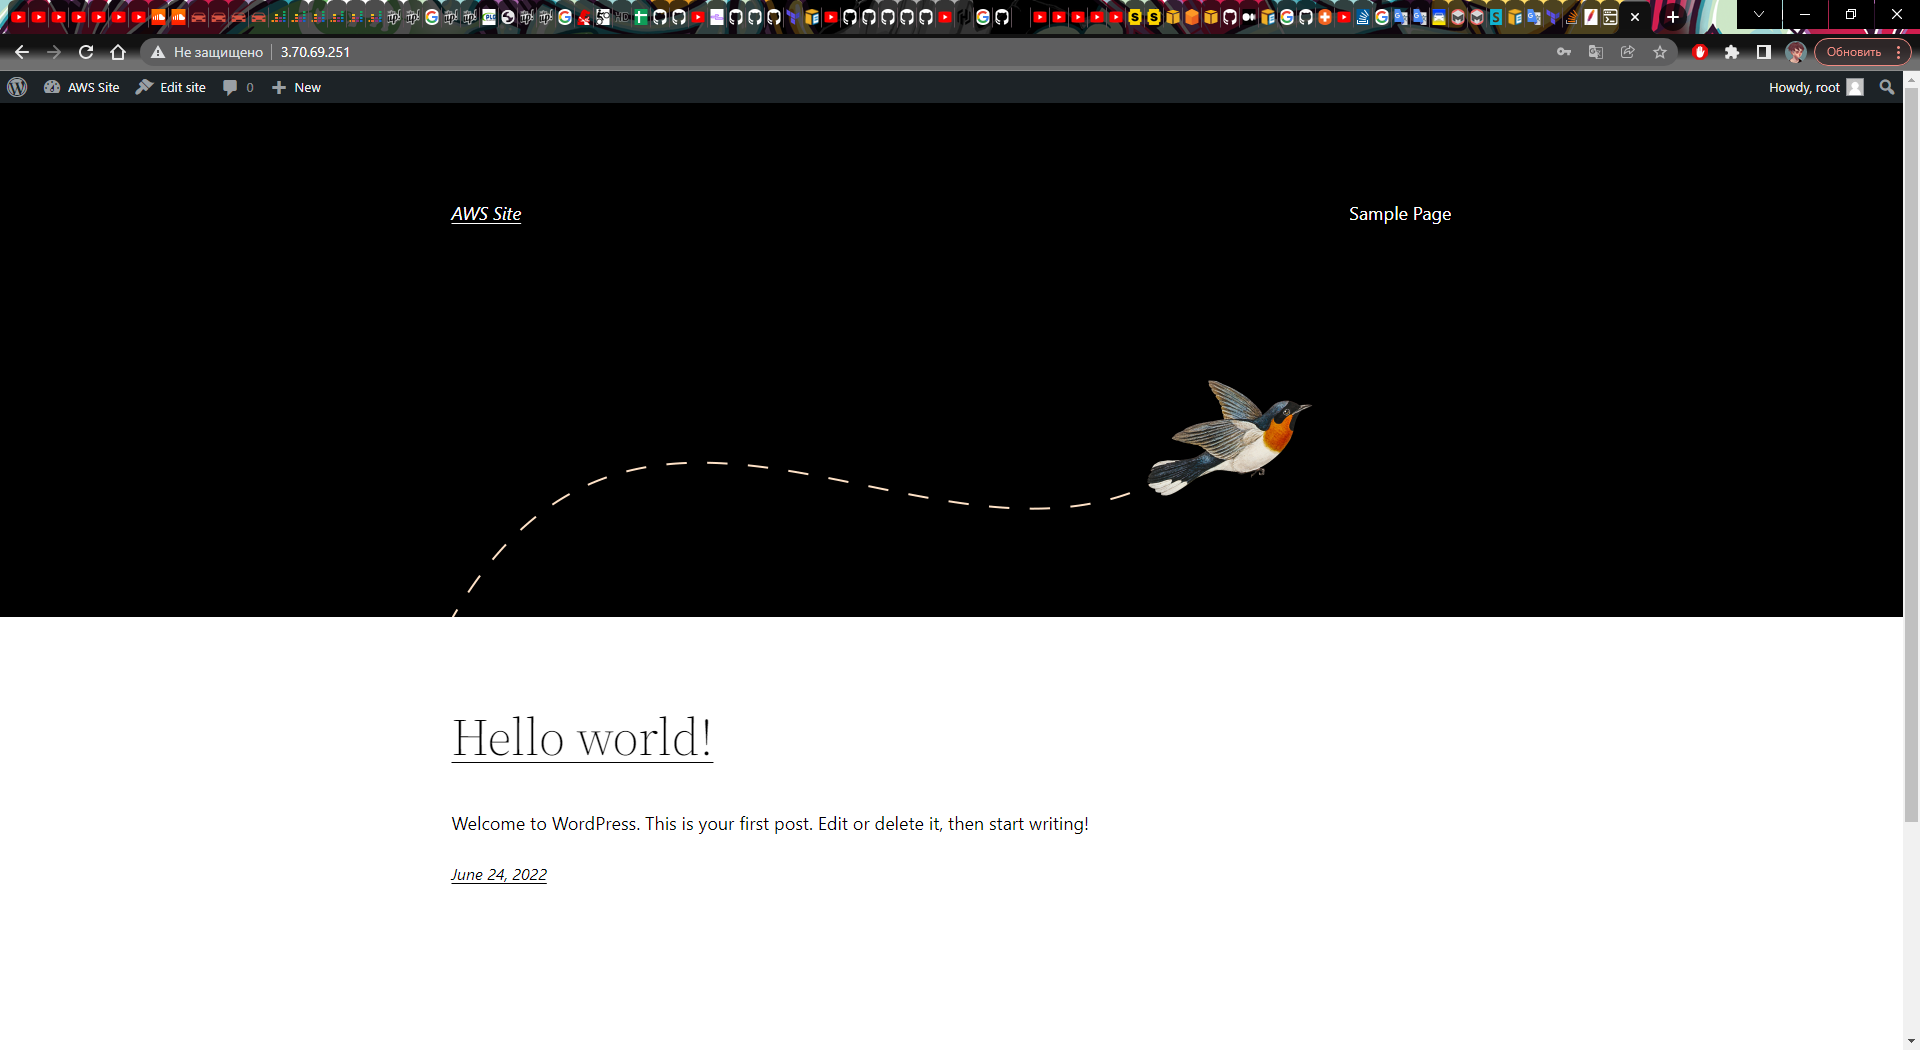 Не защищено 3.70.69.251
Обновить
AWS Site Edit site 0 New
Howdy, root
AWS Site
Sample Page
Hello world!
Welcome to WordPress. This is your first post. Edit or delete it, then start writing!
June 24, 2022